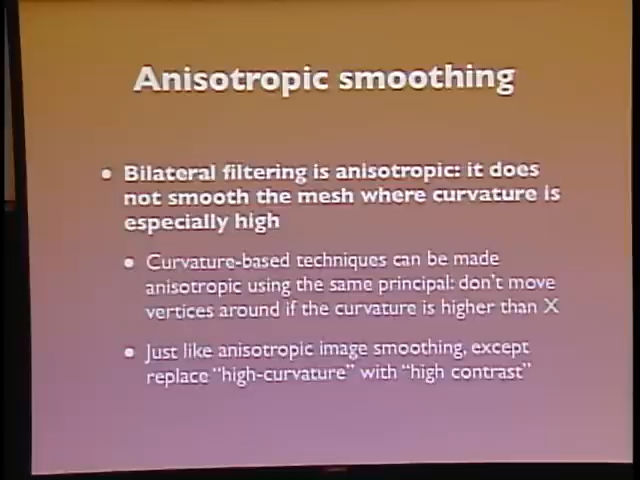 Anisotropic smoothing
• Bilateral filtering is anisotropic: it does
not smooth the mesh where curvature is
especially high
• Curvature-based techniques can be made
anisotropic using the same principal: don't move
vertices around if the curvature is higher than X
• Just like anisotropic image smoothing, except
replace "high-curvature" with "high contrast"